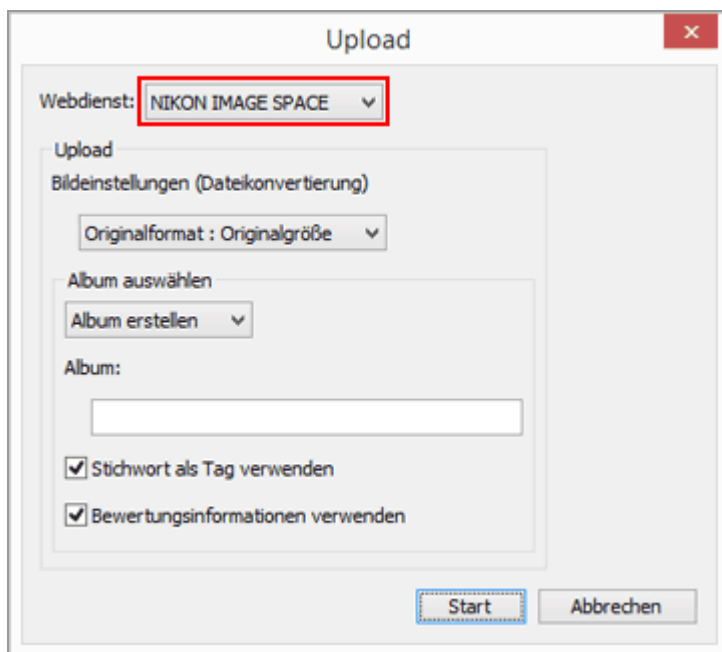 Upload
Webdienst: NIKON IMAGE SPACE
Upload
Bildeinstellungen (Dateikonvertierung)
Originalformat : Originalgröße
Album auswählen
Album erstellen
Album:
Stichwort als Tag verwenden
Bewertungsinformationen verwenden
Start Abbrechen